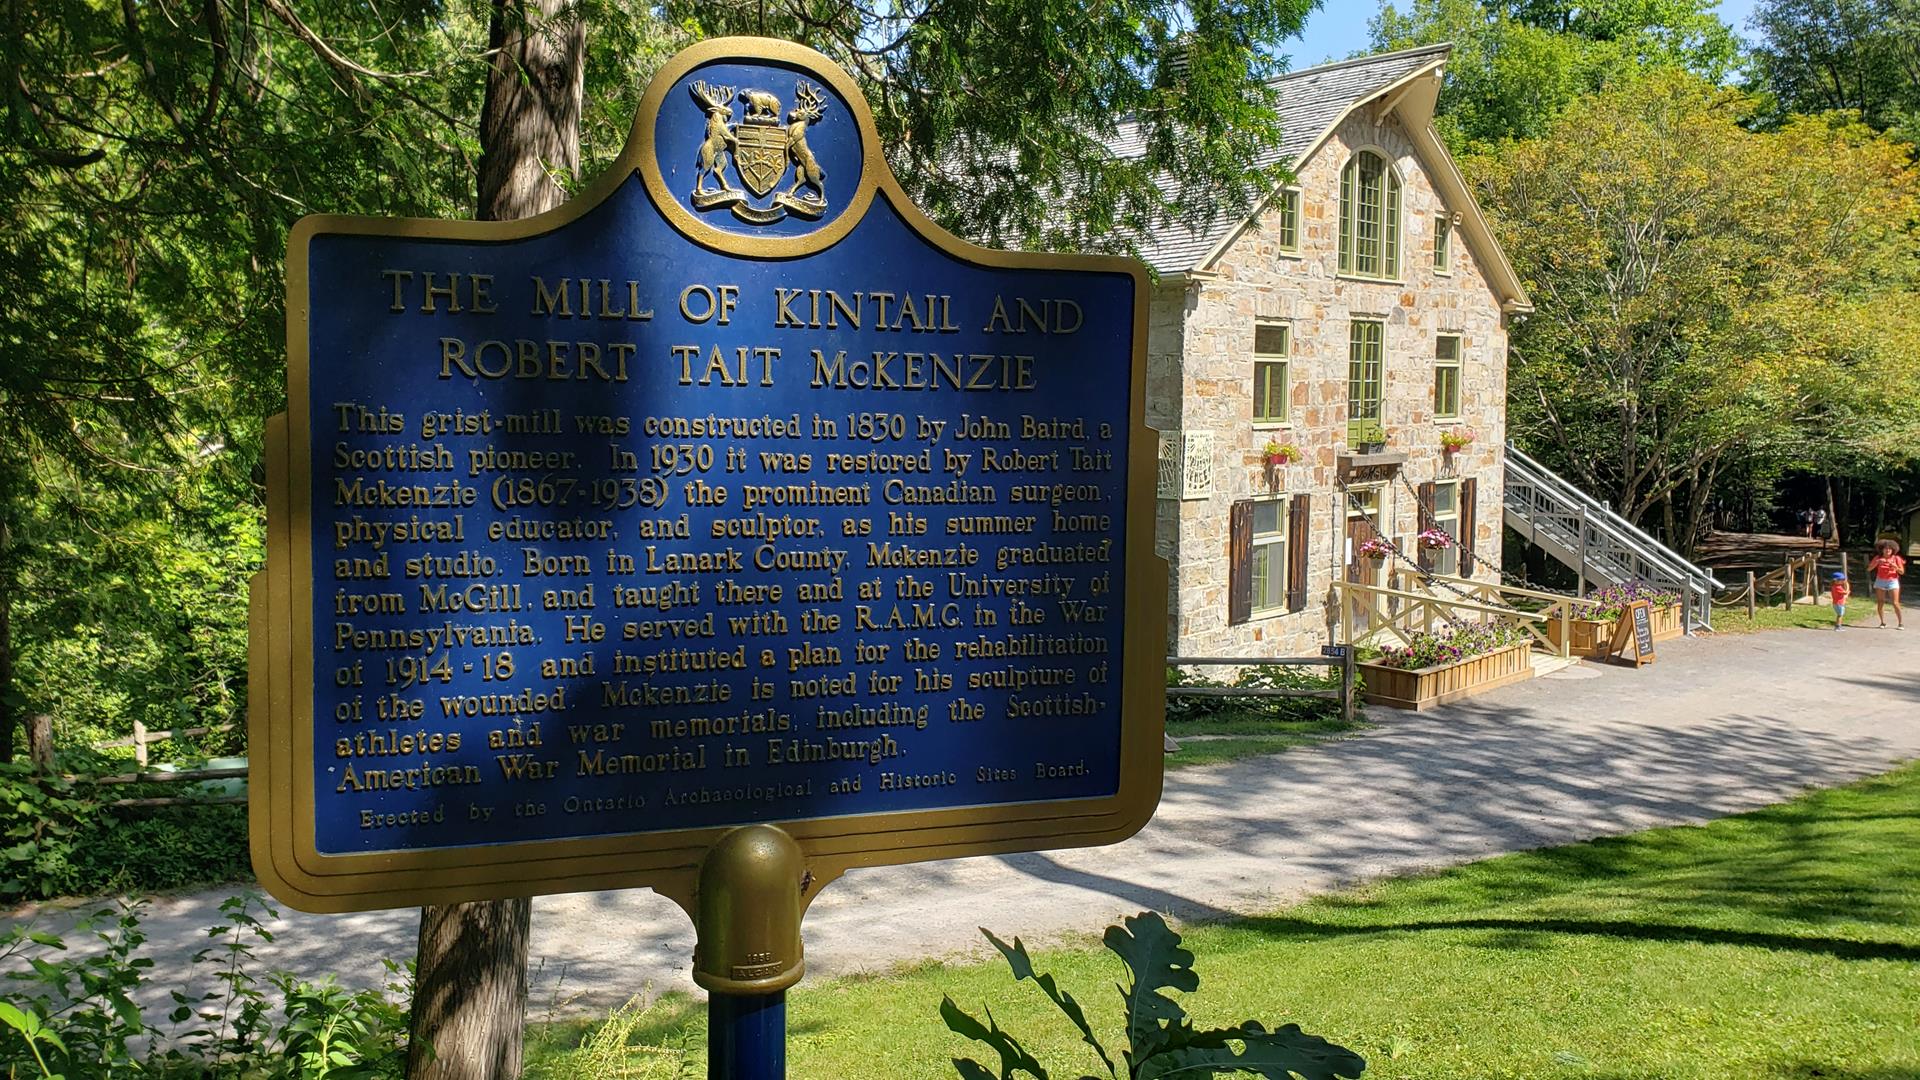 THE MILL OF KINTAIL AND
ROBERT TAIT McKENZIE
This grist-mill was constructed in 1830 by John Baird, a
Scottish pioneer. In 1930 it was restored by Robert Tait
Mckenzie (1867-1938) the prominent Canadian surgeon,
physical educator, and sculptor, as his summer home
and studio. Born in Lanark County, Mckenzie graduated
from McGill, and taught there and at the University of
Pennsylvania. He served with the R.A.M.C. in the War
of 1914-18 and instituted a plan for the rehabilitation
of the wounded. Mckenzie is noted for his sculpture of
athletes and war memorials, including the Scottish-
American War Memorial in Edinburgh.
Erected by the Ontario Archaeological and Historic Sites Board.
ALCAN
OPEN